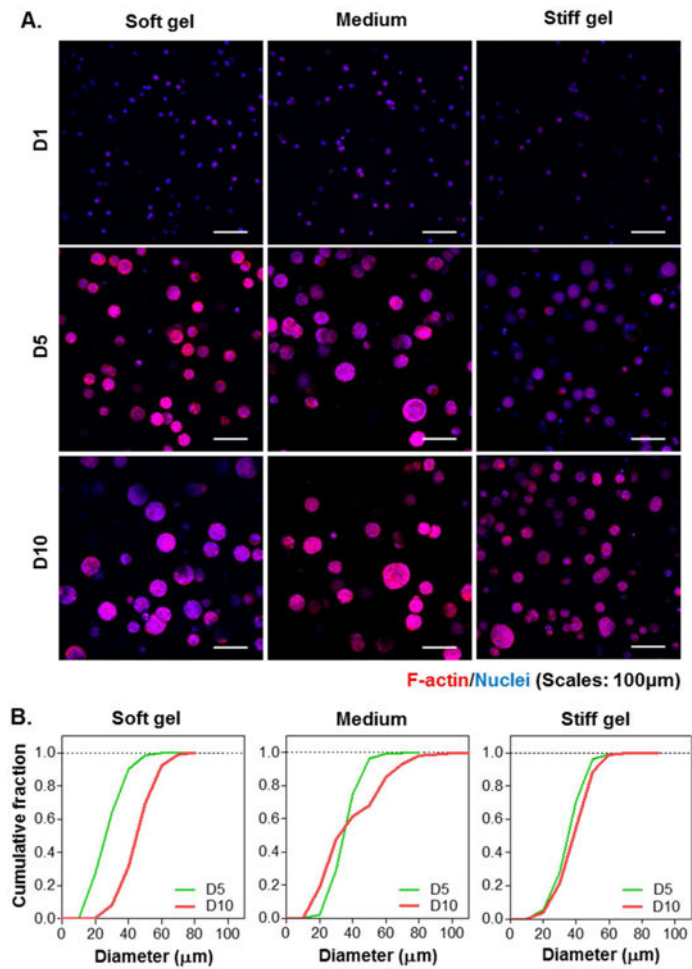 A.
Soft gel Medium Stiff gel
D1
D5
D10
F-actin/Nuclei (Scales: 100μm)
B.
Soft gel Medium Stiff gel
Cumulative fraction
1.0 1.0 1.0
0.8 0.8 0.8
0.6 0.6 0.6
0.4 0.4 0.4
0.2 0.2 0.2
0.0 0.0 0.0
D5 D5 D5
D10 D10 D10
0 20 40 60 80 100 0 20 40 60 80 100 0 20 40 60 80 100
Diameter (μm) Diameter (μm) Diameter (μm)